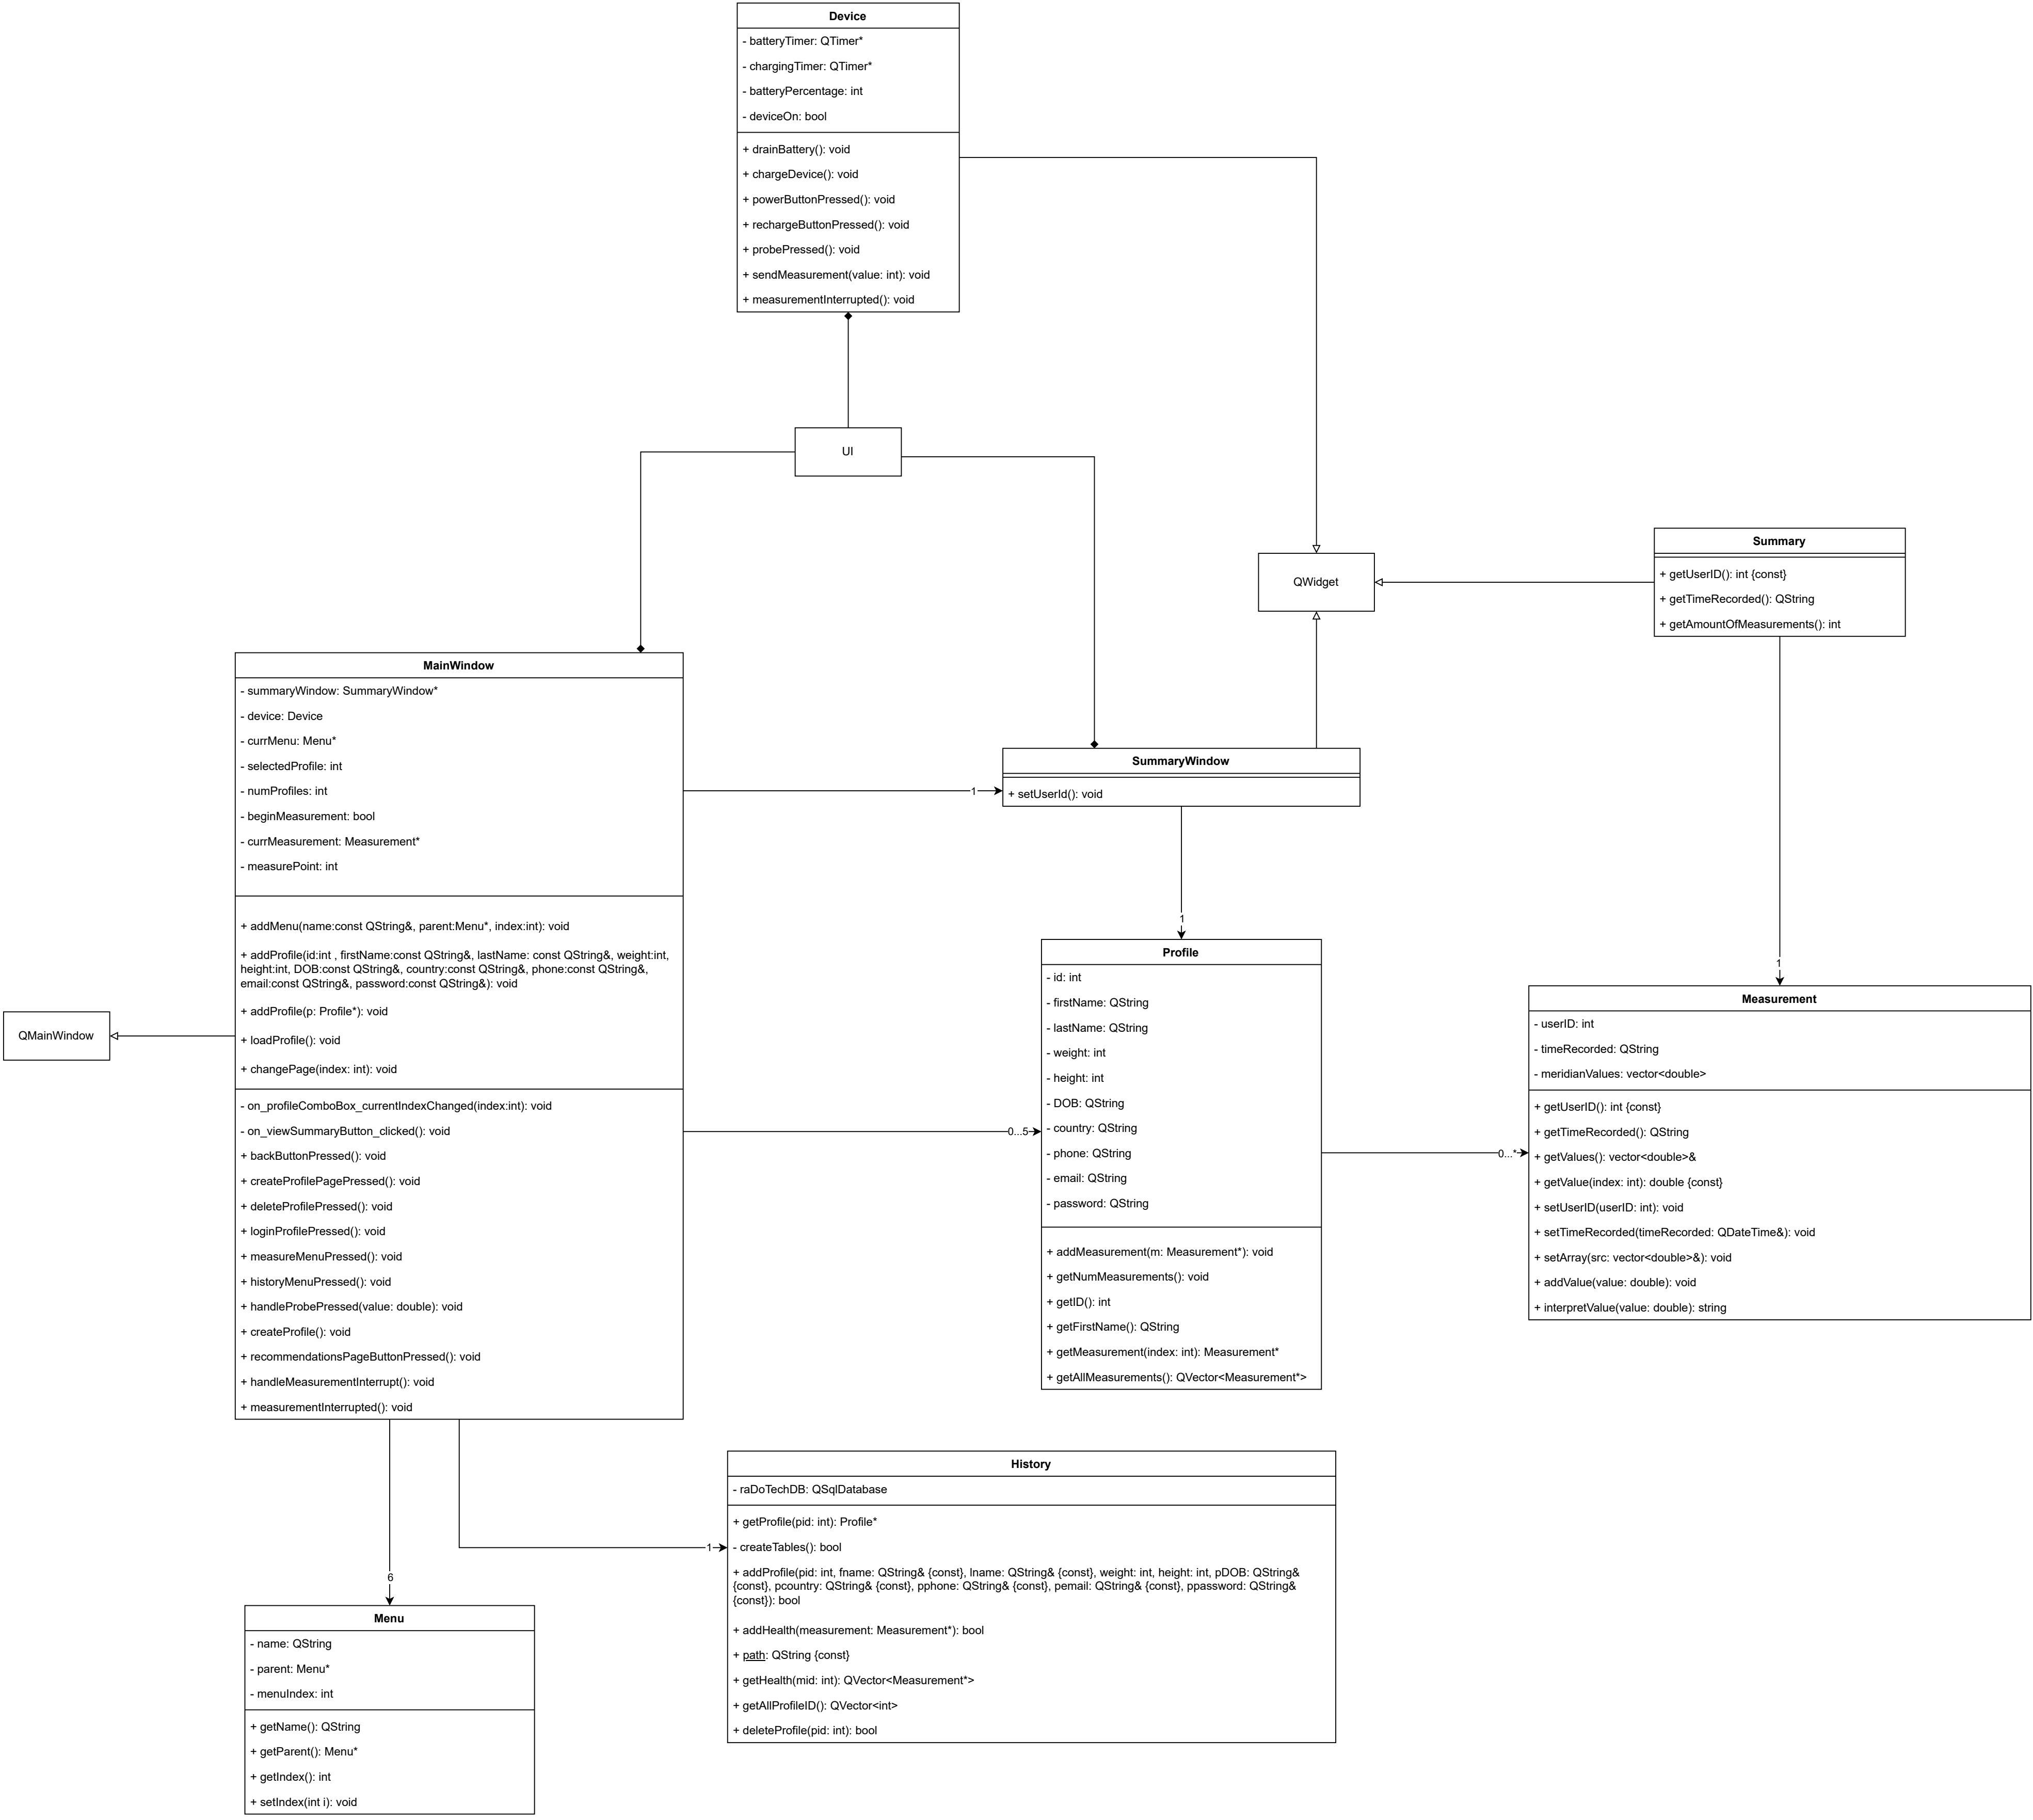 Device
- batteryTimer: QTimer*
- chargingTimer: QTimer*
- batteryPercentage: int
- deviceOn: bool
+ drainBattery(): void
+ chargeDevice(): void
+ powerButtonPressed(): void
+ rechargeButtonPressed(): void
+ probePressed(): void
+ sendMeasurement(value: int): void
+ measurementInterrupted(): void
UI
QWidget
Summary
+ getUserID(): int {const}
+ getTimeRecorded(): QString
+ getAmountOfMeasurements(): int
MainWindow
- summaryWindow: SummaryWindow*
- device: Device
- currMenu: Menu*
- selectedProfile: int
- numProfiles: int
- beginMeasurement: bool
- currMeasurement: Measurement*
- measurePoint: int
+ addMenu(name:const QString&, parent:Menu*, index:int): void
+ addProfile(id:int , firstName:const QString&, lastName: const QString&, weight:int,
height:int, DOB:const QString&, country:const QString&, phone:const QString&,
email:const QString&, password:const QString&): void
+ addProfile(p: Profile*): void
+ loadProfile(): void
+ changePage(index: int): void
- on_profileComboBox_currentIndexChanged(index:int): void
- on_viewSummaryButton_clicked(): void
+ backButtonPressed(): void
+ createProfilePagePressed(): void
+ deleteProfilePressed(): void
+ loginProfilePressed(): void
+ measureMenuPressed(): void
+ historyMenuPressed(): void
+ handleProbePressed(value: double): void
+ createProfile(): void
+ recommendationsPageButtonPressed(): void
+ handleMeasurementInterrupt(): void
+ measurementInterrupted(): void
QMainWindow
1
SummaryWindow
+ setUserId(): void
1
0...5
Profile
- id: int
- firstName: QString
- lastName: QString
- weight: int
- height: int
- DOB: QString
- country: QString
- phone: QString
- email: QString
- password: QString
+ addMeasurement(m: Measurement*): void
+ getNumMeasurements(): void
+ getID(): int
+ getFirstName(): QString
+ getMeasurement(index: int): Measurement*
+ getAllMeasurements(): QVector<Measurement*>
1
0...*
Measurement
- userID: int
- timeRecorded: QString
- meridianValues: vector<double>
+ getUserID(): int {const}
+ getTimeRecorded(): QString
+ getValues(): vector<double>&
+ getValue(index: int): double {const}
+ setUserID(userID: int): void
+ setTimeRecorded(timeRecorded: QDateTime&): void
+ setArray(src: vector<double>&): void
+ addValue(value: double): void
+ interpretValue(value: double): string
1
History
- raDoTechDB: QSqlDatabase
+ getProfile(pid: int): Profile*
- createTables(): bool
+ addProfile(pid: int, fname: QString& {const}, lname: QString& {const}, weight: int, height: int, pDOB: QString&
{const}, pcountry: QString& {const}, pphone: QString& {const}, pemail: QString& {const}, ppassword: QString&
{const}): bool
+ addHealth(measurement: Measurement*): bool
+ path: QString {const}
+ getHealth(mid: int): QVector<Measurement*>
+ getAllProfileID(): QVector<int>
+ deleteProfile(pid: int): bool
6
Menu
- name: QString
- parent: Menu*
- menuIndex: int
+ getName(): QString
+ getParent(): Menu*
+ getIndex(): int
+ setIndex(int i): void